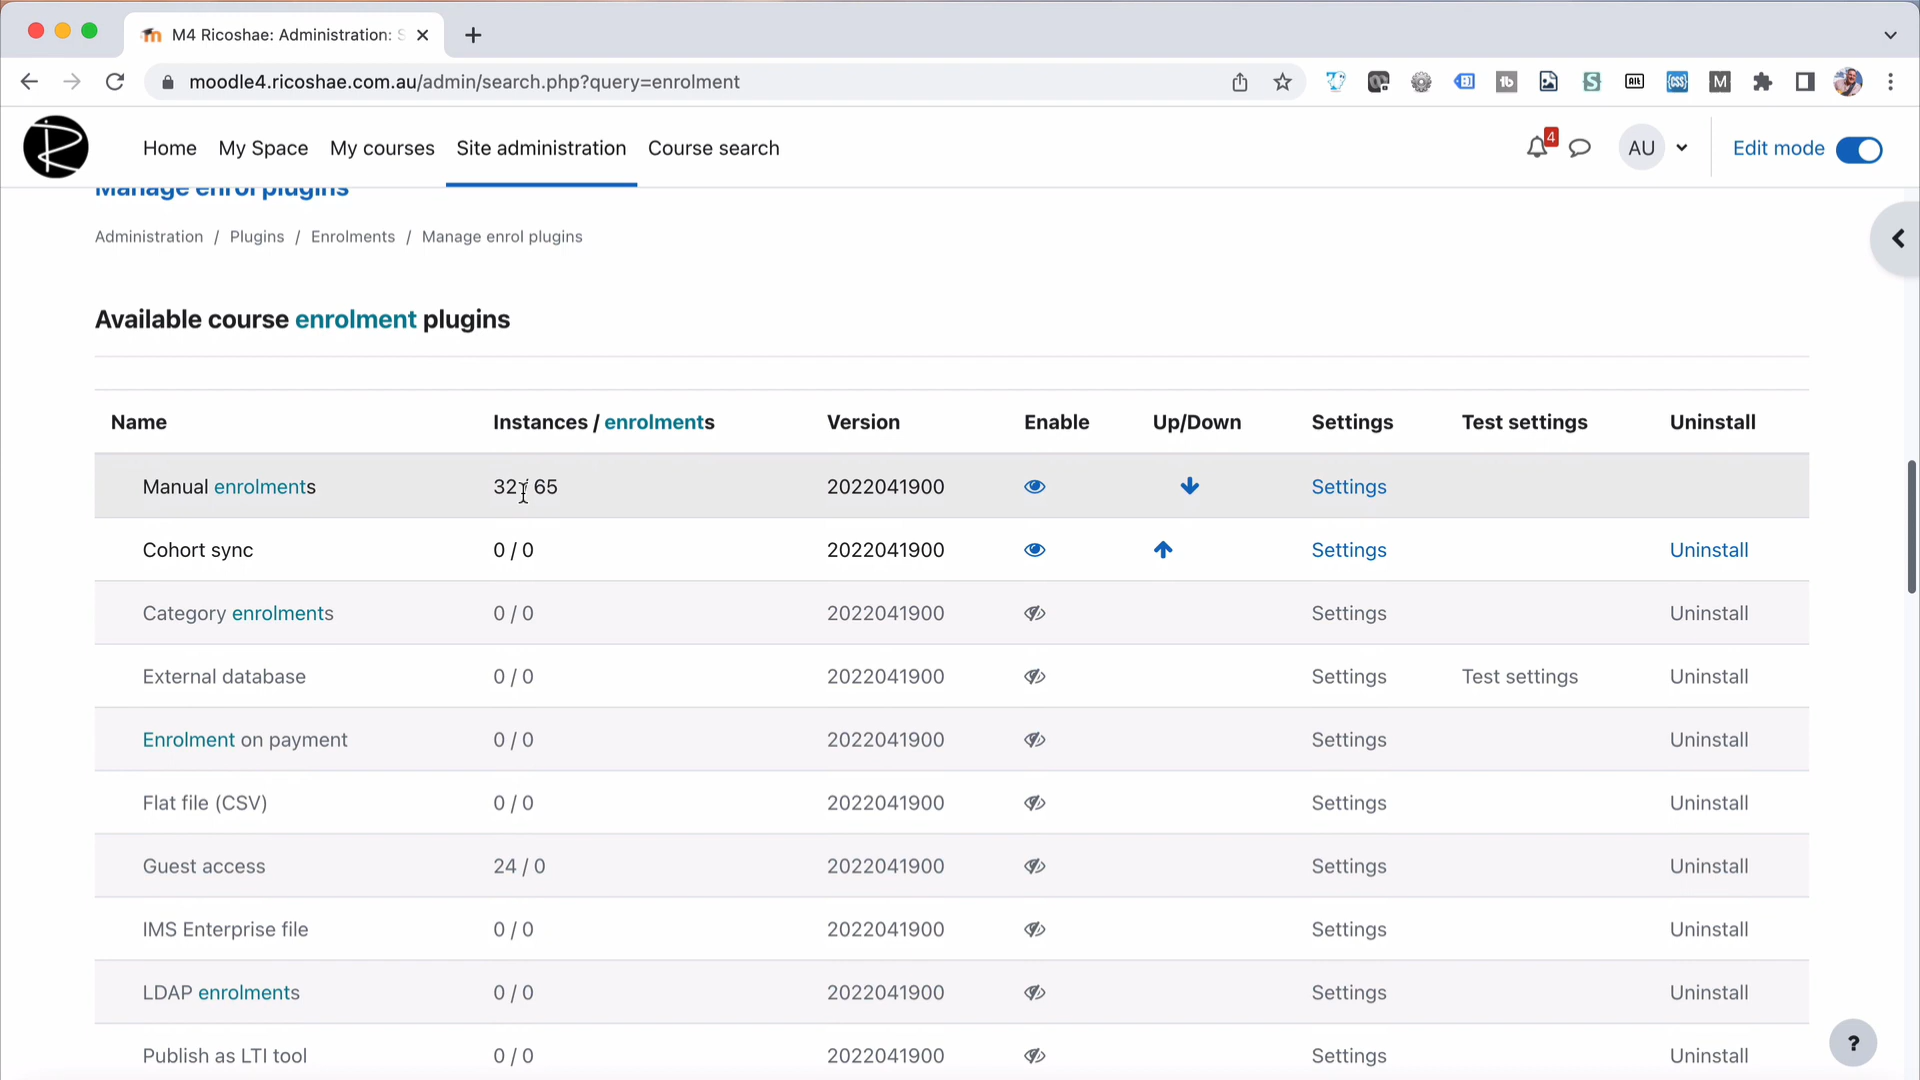 M4 Ricoshae: Administration: S
moodle4.ricoshae.com.au/admin/search.php?query=enrolment
Home My Space My courses Site administration Course search 4 AU Edit mode
Manage enrol plugins
Administration / Plugins / Enrolments / Manage enrol plugins
Available course enrolment plugins
Name Instances / enrolments Version Enable Up/Down Settings Test settings Uninstall
Manual enrolments 32 / 65 2022041900 Settings
Cohort sync 0 / 0 2022041900 Settings Uninstall
Category enrolments 0 / 0 2022041900 Settings Uninstall
External database 0 / 0 2022041900 Settings Test settings Uninstall
Enrolment on payment 0 / 0 2022041900 Settings Uninstall
Flat file (CSV) 0 / 0 2022041900 Settings Uninstall
Guest access 24 / 0 2022041900 Settings Uninstall
IMS Enterprise file 0 / 0 2022041900 Settings Uninstall
LDAP enrolments 0 / 0 2022041900 Settings Uninstall
Publish as LTI tool 0 / 0 2022041900 Settings Uninstall
?